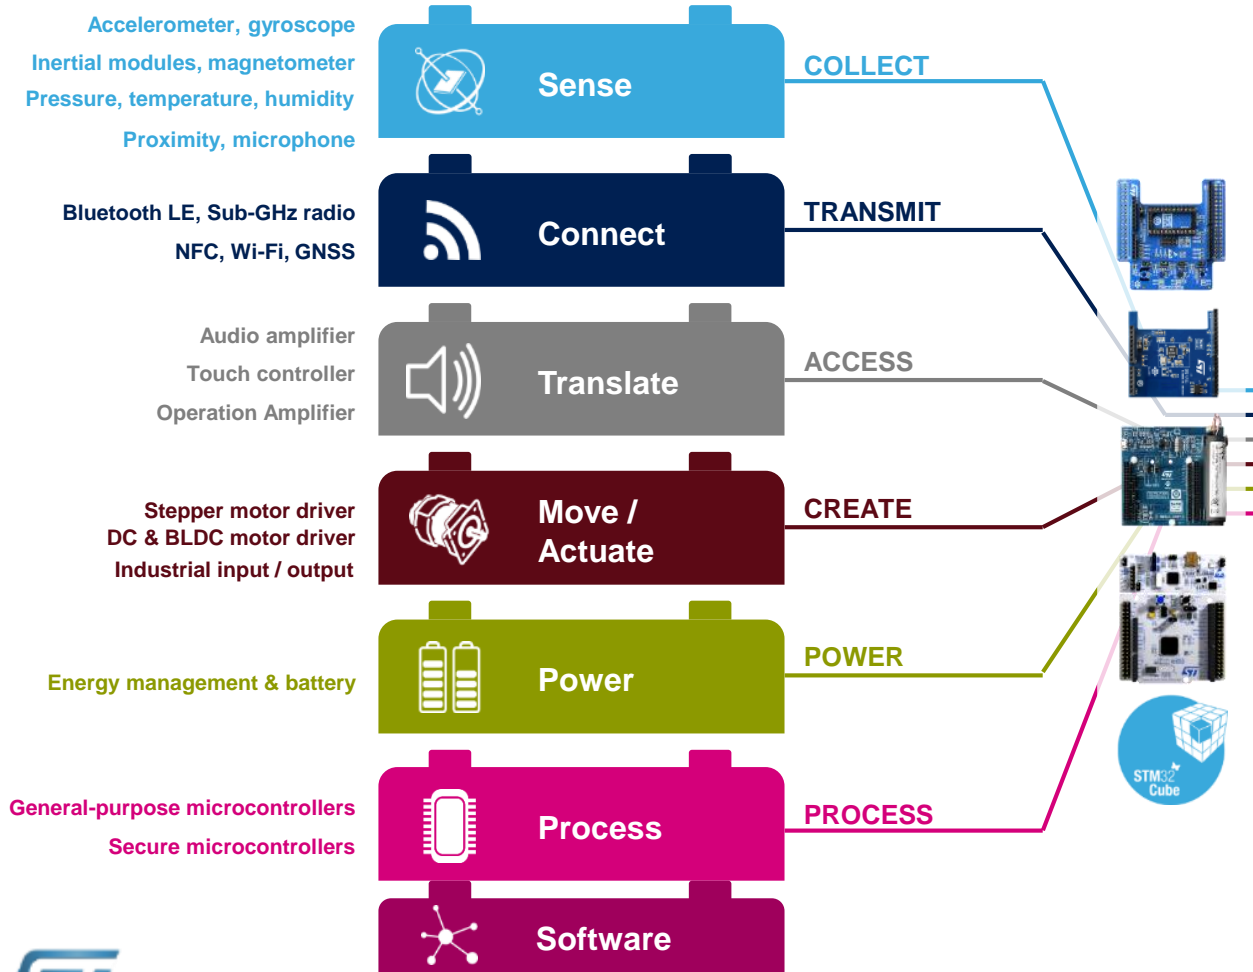 Accelerometer, gyroscope
Inertial modules, magnetometer
Pressure, temperature, humidity
Proximity, microphone
Sense
COLLECT
Bluetooth LE, Sub-GHz radio
NFC, Wi-Fi, GNSS
Connect
TRANSMIT
Audio amplifier
Touch controller
Operation Amplifier
Translate
ACCESS
Stepper motor driver
DC & BLDC motor driver
Industrial input / output
Move /
Actuate
CREATE
Energy management & battery
Power
POWER
General-purpose microcontrollers
Secure microcontrollers
Process
PROCESS
STM32
Cube
Software